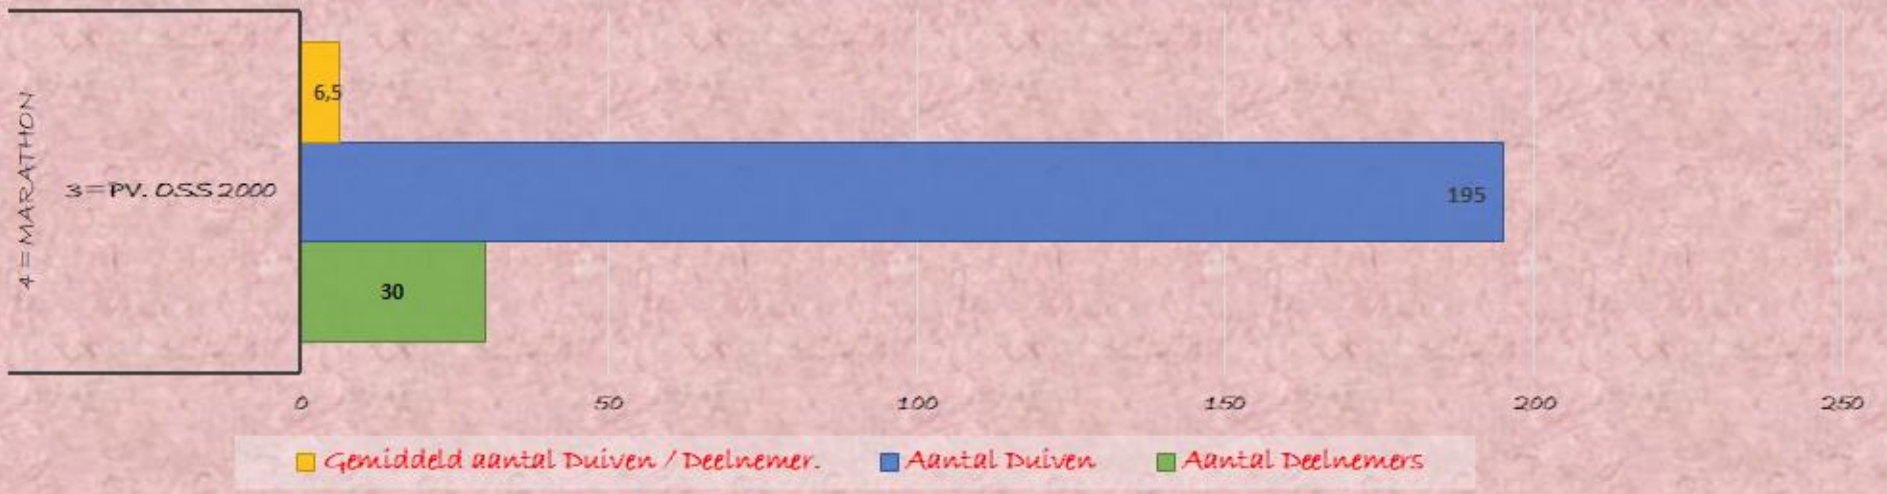 4 = MARATHON
3 = PV. OSS 2000
6,5
195
30
0 50 100 150 200 250
Gemiddeld aantal Duiven / Deelnemer. Aantal Duiven Aantal Deelnemers